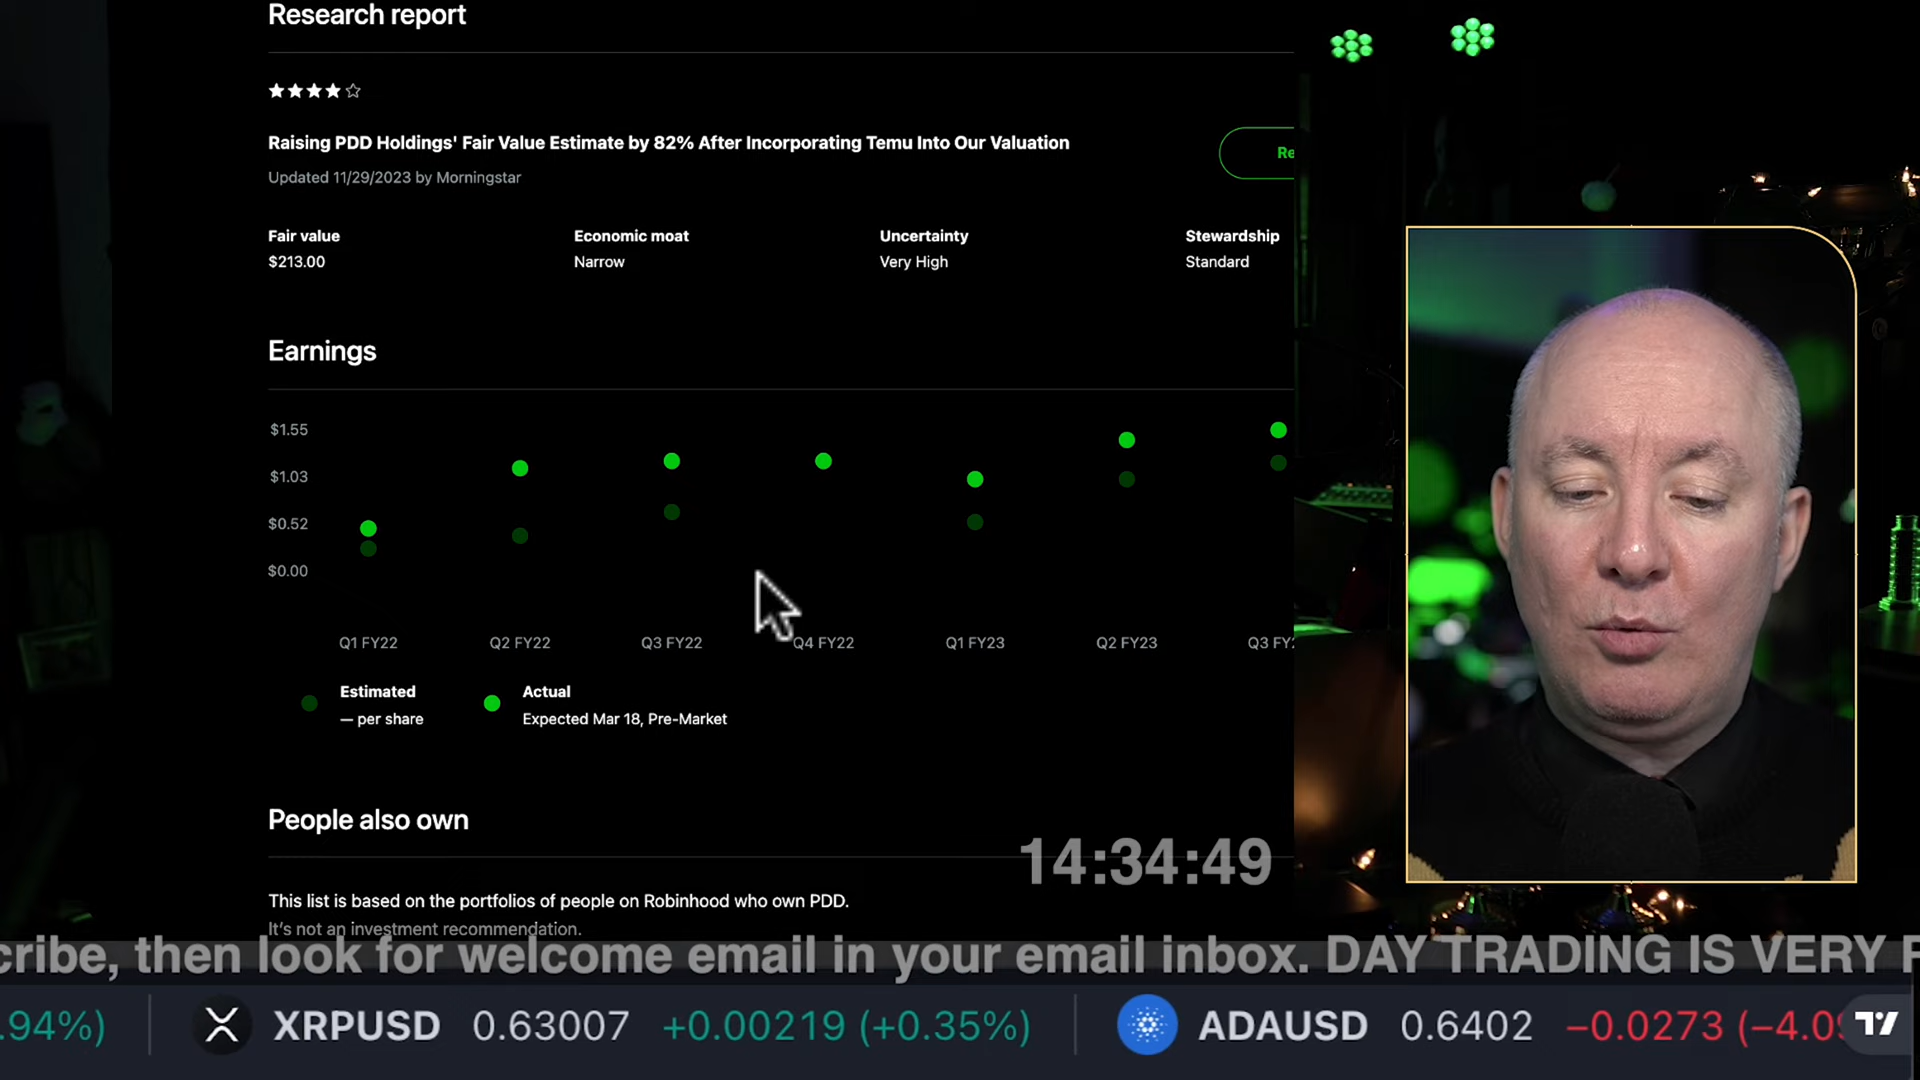 Research report
Raising PDD Holdings' Fair Value Estimate by 82% After Incorporating Temu Into Our Valuation
Re
Updated 11/29/2023 by Morningstar
Fair value
$213.00
Economic moat
Narrow
Uncertainty
Very High
Stewardship
Standard
Earnings
$1.55
$1.03
$0.52
$0.00
Q1 FY22
Q2 FY22
Q3 FY22
Q4 FY22
Q1 FY23
Q2 FY23
Q3 FY2
Estimated
— per share
Actual
Expected Mar 18, Pre-Market
People also own
14:34:49
This list is based on the portfolios of people on Robinhood who own PDD.
It's not an investment recommendation.
cribe, then look for welcome email in your email inbox. DAY TRADING IS VERY
.94%) XRPUSD 0.63007 +0.00219 (+0.35%) ADAUSD 0.6402 −0.0273 (−4.0